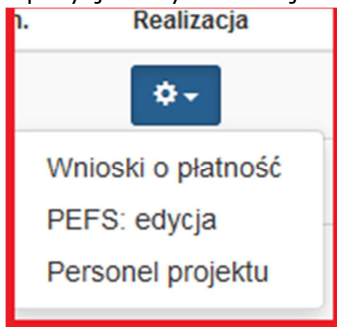 n. Realizacja
Wnioski o płatność
PEFS: edycja
Personel projektu